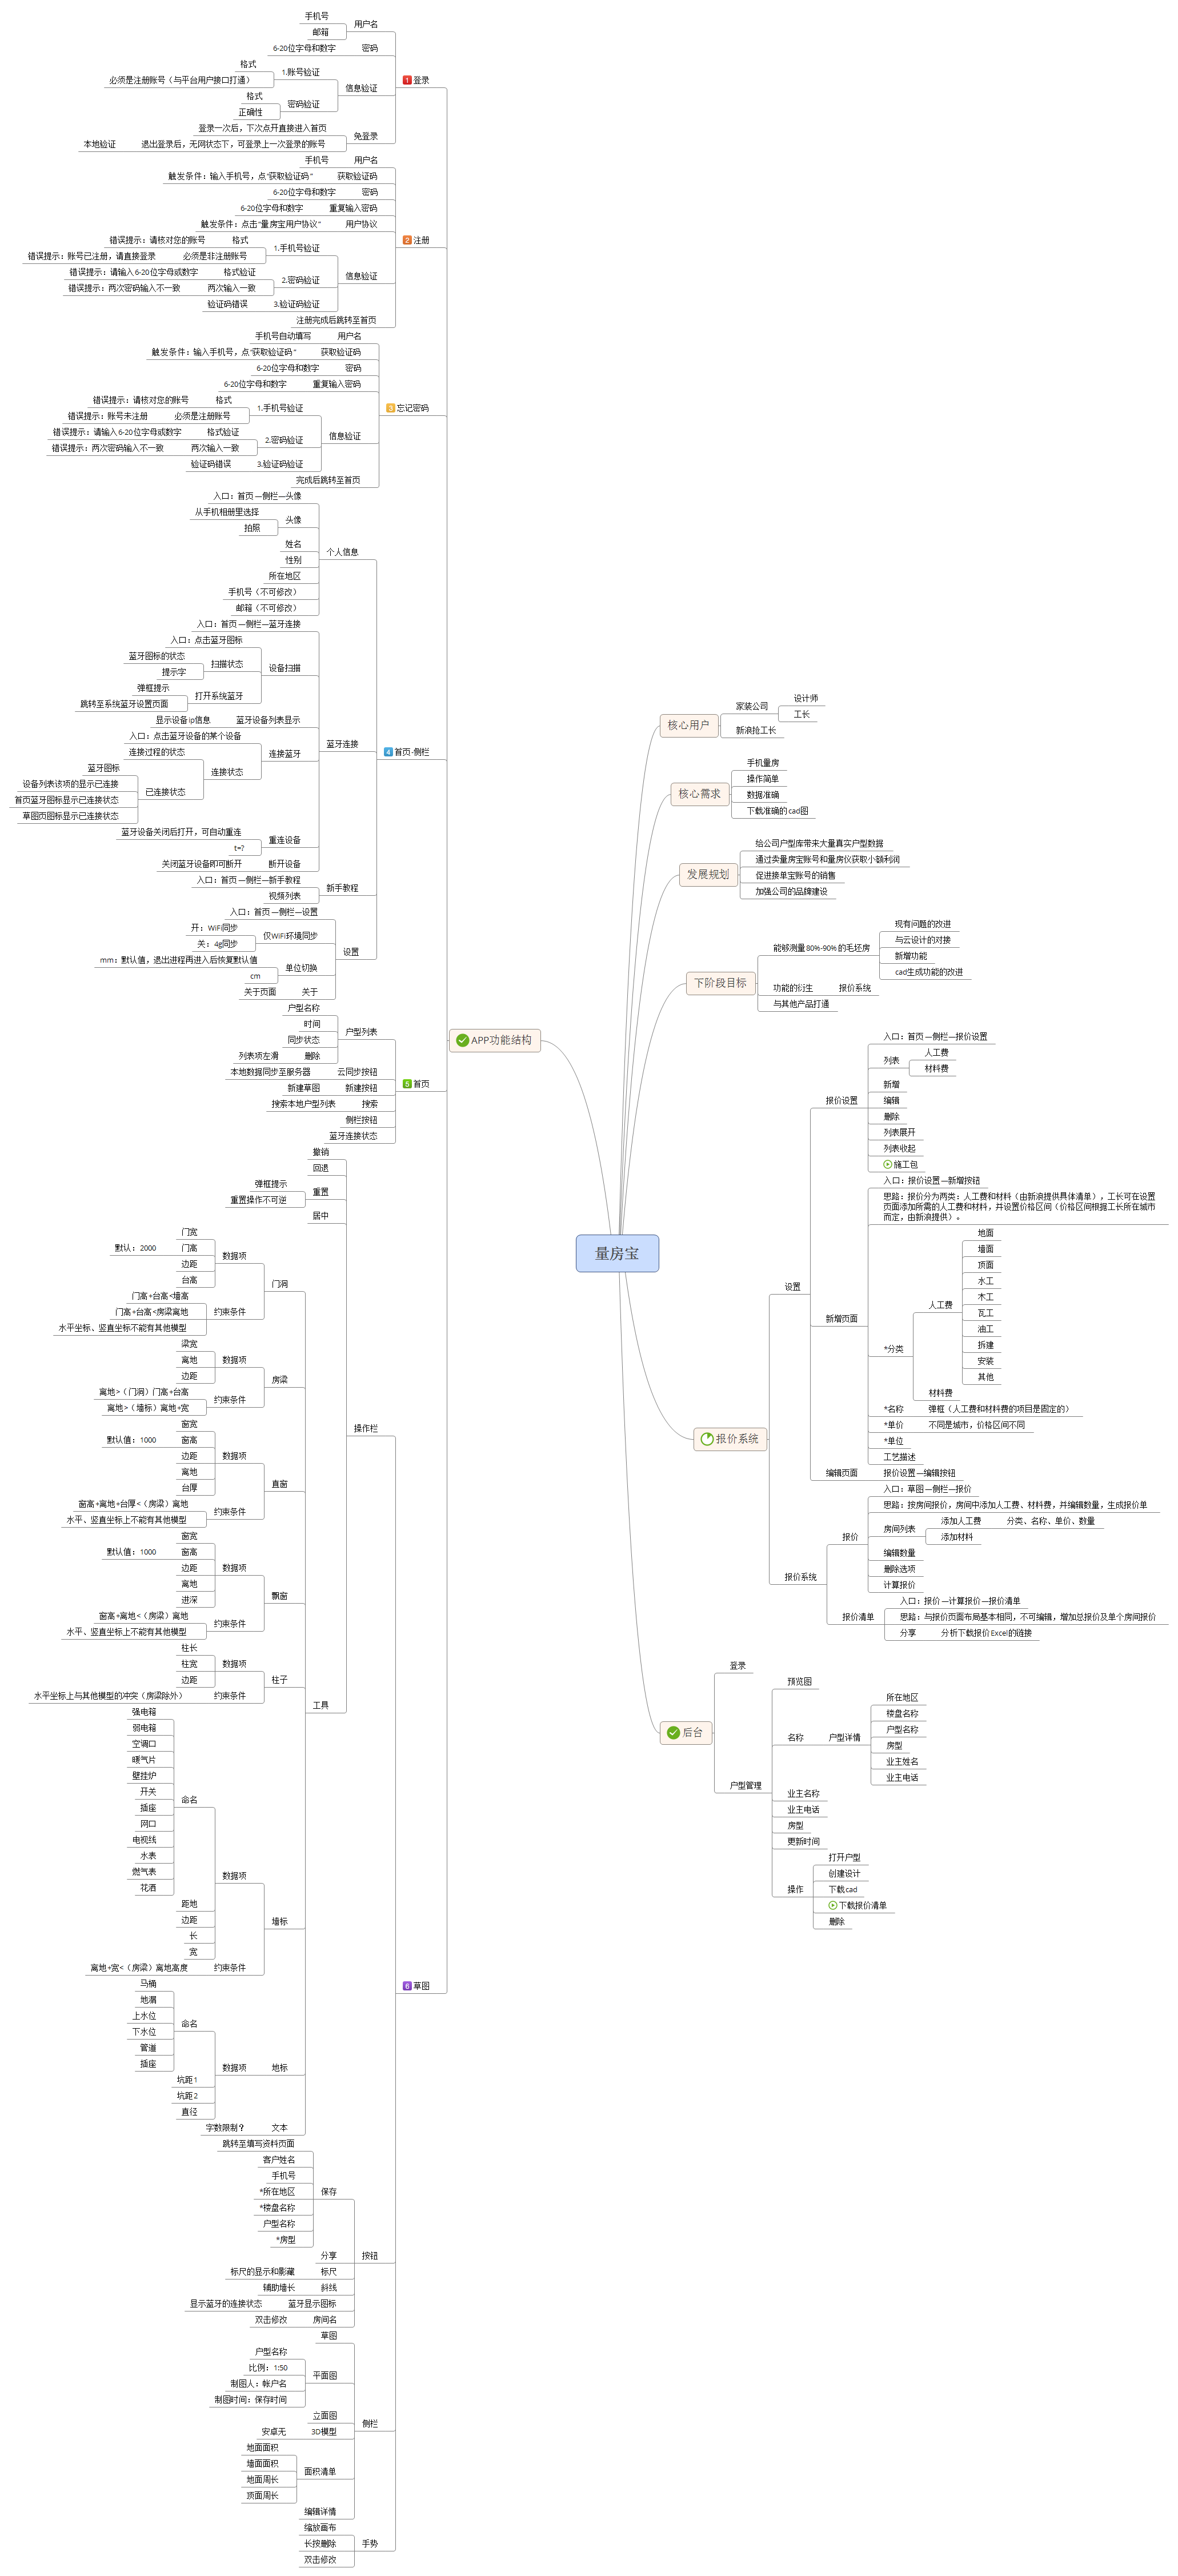 量房宝
核心用户
家装公司
设计师
工长
新浪抢工长
核心需求
手机量房
操作简单
数据准确
下载准确的cad图
发展规划
给公司户型库带来大量真实户型数据
通过卖量房宝账号和量房仪获取小额利润
促进接单宝账号的销售
加强公司的品牌建设
下阶段目标
能够测量80%-90%的毛坯房
现有问题的改进
与云设计的对接
新增功能
cad生成功能的改进
功能的衍生
报价系统
与其他产品打通
报价系统
设置
报价设置
入口：首页—侧栏—报价设置
列表
人工费
材料费
新增
编辑
删除
列表展开
列表收起
施工包
新增页面
入口：报价设置—新增按钮
思路：报价分为两类：人工费和材料（由新浪提供具体清单），工长可在设置
页面添加所需的人工费和材料，并设置价格区间（价格区间根据工长所在城市
而定，由新浪提供）。
*分类
人工费
地面
墙面
顶面
水工
木工
瓦工
油工
拆建
安装
其他
材料费
*名称
弹框（人工费和材料费的项目是固定的）
*单价
不同是城市，价格区间不同
*单位
工艺描述
编辑页面
报价设置—编辑按钮
报价系统
报价
入口：草图—侧栏—报价
思路：按房间报价，房间中添加人工费、材料费，并编辑数量，生成报价单
房间列表
添加人工费
分类、名称、单价、数量
添加材料
编辑数量
删除选项
计算报价
报价清单
入口：报价—计算报价—报价清单
思路：与报价页面布局基本相同，不可编辑，增加总报价及单个房间报价
分享
分析下载报价Excel的链接
后台
登录
户型管理
预览图
名称
户型详情
所在地区
楼盘名称
户型名称
房型
业主姓名
业主电话
业主名称
业主电话
房型
更新时间
操作
打开户型
创建设计
下载cad
下载报价清单
删除
APP功能结构
1 登录
用户名
手机号
邮箱
密码
6-20位字母和数字
信息验证
1.账号验证
格式
必须是注册账号（与平台用户接口打通）
密码验证
格式
正确性
免登录
登录一次后，下次点开直接进入首页
退出登录后，无网状态下，可登录上一次登录的账号
本地验证
2 注册
用户名
手机号
获取验证码
触发条件：输入手机号，点"获取验证码"
密码
6-20位字母和数字
重复输入密码
6-20位字母和数字
用户协议
触发条件：点击"量房宝用户协议"
信息验证
1.手机号验证
格式
错误提示：请核对您的账号
必须是非注册账号
错误提示：账号已注册，请直接登录
2.密码验证
格式验证
错误提示：请输入6-20位字母或数字
两次输入一致
错误提示：两次密码输入不一致
3.验证码验证
验证码错误
注册完成后跳转至首页
3 忘记密码
用户名
手机号自动填写
获取验证码
触发条件：输入手机号，点"获取验证码"
密码
6-20位字母和数字
重复输入密码
6-20位字母和数字
信息验证
1.手机号验证
格式
错误提示：请核对您的账号
必须是注册账号
错误提示：账号未注册
2.密码验证
格式验证
错误提示：请输入6-20位字母或数字
两次输入一致
错误提示：两次密码输入不一致
3.验证码验证
验证码错误
完成后跳转至首页
4 首页-侧栏
个人信息
入口：首页—侧栏—头像
头像
从手机相册里选择
拍照
姓名
性别
所在地区
手机号（不可修改）
邮箱（不可修改）
蓝牙连接
入口：首页—侧栏—蓝牙连接
设备扫描
入口：点击蓝牙图标
扫描状态
蓝牙图标的状态
提示字
打开系统蓝牙
弹框提示
跳转至系统蓝牙设置页面
蓝牙设备列表显示
显示设备ip信息
连接蓝牙
入口：点击蓝牙设备的某个设备
连接状态
连接过程的状态
已连接状态
蓝牙图标
设备列表该项的显示已连接
首页蓝牙图标显示已连接状态
草图页图标显示已连接状态
重连设备
蓝牙设备关闭后打开，可自动重连
t=?
断开设备
关闭蓝牙设备即可断开
新手教程
入口：首页—侧栏—新手教程
视频列表
设置
入口：首页—侧栏—设置
仅WiFi环境同步
开：WiFi同步
关：4g同步
单位切换
mm：默认值，退出进程再进入后恢复默认值
cm
关于
关于页面
5 首页
户型列表
户型名称
时间
同步状态
删除
列表项左滑
云同步按钮
本地数据同步至服务器
新建按钮
新建草图
搜索
搜索本地户型列表
侧栏按钮
蓝牙连接状态
6 草图
操作栏
撤销
回退
重置
弹框提示
重置操作不可逆
居中
工具
门洞
数据项
门宽
门高
默认：2000
边距
台高
约束条件
门高+台高<墙高
门高+台高<房梁离地
水平坐标、竖直坐标不能有其他模型
房梁
数据项
梁宽
离地
边距
约束条件
离地>（门洞）门高+台高
离地>（墙标）离地+宽
直窗
数据项
窗宽
窗高
默认值：1000
边距
离地
台厚
约束条件
窗高+离地+台厚<（房梁）离地
水平、竖直坐标上不能有其他模型
飘窗
数据项
窗宽
窗高
默认值：1000
边距
离地
进深
约束条件
窗高+离地<（房梁）离地
水平、竖直坐标上不能有其他模型
柱子
数据项
柱长
柱宽
边距
约束条件
水平坐标上与其他模型的冲突（房梁除外）
墙标
数据项
命名
强电箱
弱电箱
空调口
暖气片
壁挂炉
开关
插座
网口
电视线
水表
燃气表
花洒
距地
边距
长
宽
约束条件
离地+宽<（房梁）离地高度
地标
数据项
命名
马桶
地漏
上水位
下水位
管道
插座
坑距1
坑距2
直径
文本
字数限制？
按钮
保存
跳转至填写资料页面
客户姓名
手机号
*所在地区
*楼盘名称
户型名称
*房型
分享
标尺
标尺的显示和影藏
斜线
辅助墙长
蓝牙显示图标
显示蓝牙的连接状态
房间名
双击修改
侧栏
草图
平面图
户型名称
比例：1:50
制图人：帐户名
制图时间：保存时间
立面图
3D模型
安卓无
面积清单
地面面积
墙面面积
地面周长
顶面周长
编辑详情
手势
缩放画布
长按删除
双击修改